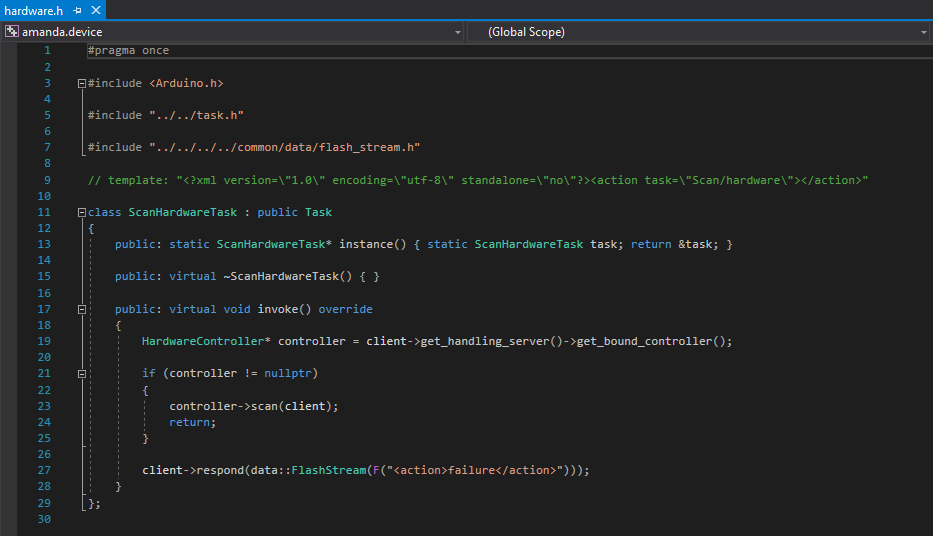 hardware.h
amanda.device (Global Scope)
1 #pragma once
2
3 #include <Arduino.h>
4
5 #include "../../task.h"
6
7 #include "../../../../common/data/flash_stream.h"
8
9 // template: "<?xml version=\"1.0\" encoding=\"utf-8\" standalone=\"no\"?><action task=\"Scan/hardware\"></action>"
10
11 class ScanHardwareTask : public Task
12 {
13 public: static ScanHardwareTask* instance() { static ScanHardwareTask task; return &task; }
14
15 public: virtual ~ScanHardwareTask() { }
16
17 public: virtual void invoke() override
18 {
19 HardwareController* controller = client->get_handling_server()->get_bound_controller();
20
21 if (controller != nullptr)
22 {
23 controller->scan(client);
24 return;
25 }
26
27 client->respond(data::FlashStream(F("<action>failure</action>")));
28 }
29 };
30